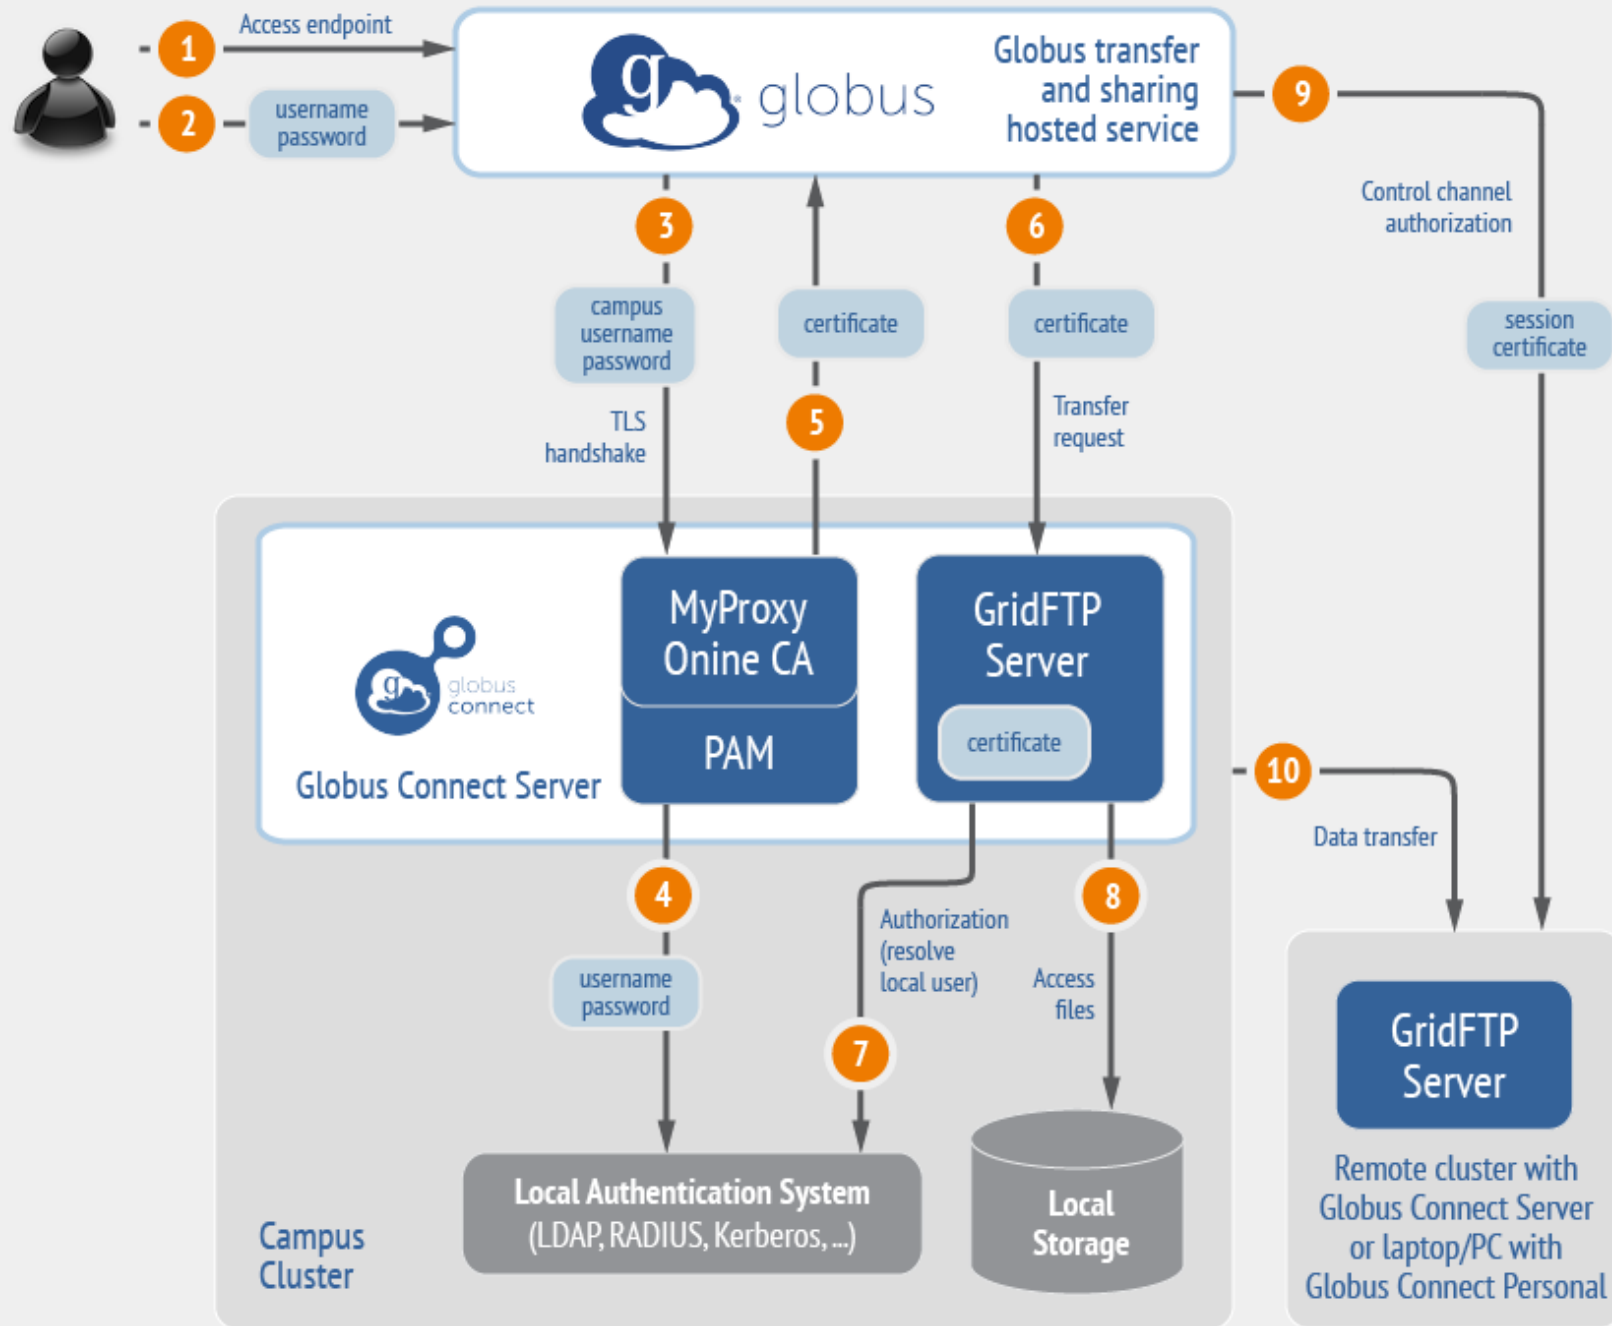 Access endpoint
1
2
username
password
g
globus
Globus transfer
and sharing
hosted service
9
Control channel
authorization
session
certificate
3
campus
username
password
TLS
handshake
certificate
5
6
certificate
Transfer
request
g
globus
connect
Globus Connect Server
MyProxy
Onine CA
PAM
GridFTP
Server
certificate
10
Data transfer
4
username
password
Authorization
(resolve
local user)
7
8
Access
files
Local Authentication System
(LDAP, RADIUS, Kerberos, ...)
Local
Storage
Campus
Cluster
GridFTP
Server
Remote cluster with
Globus Connect Server
or laptop/PC with
Globus Connect Personal